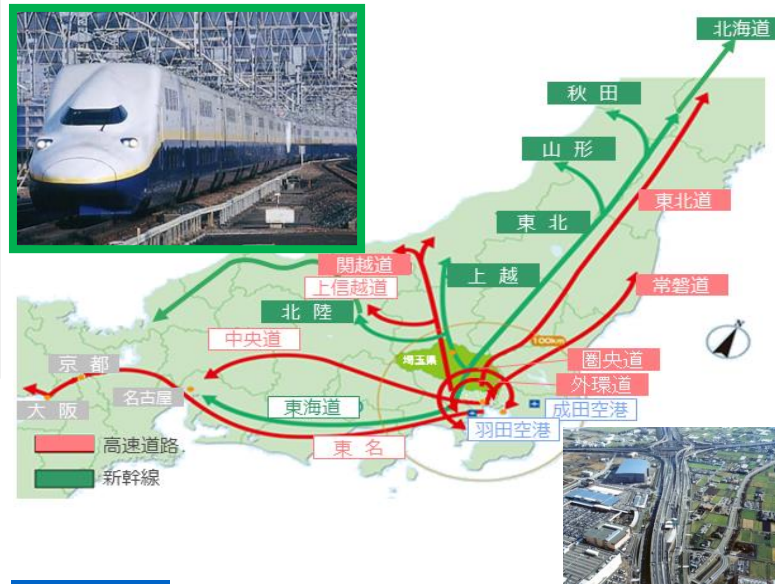 北海道
秋 田
山 形
東 北
東北道
関越道
上 越
常磐道
上信越道
北 陸
中央道
100km
埼玉県
圏央道
京 都
外環道
大 阪
名古屋
東海道
成田空港
羽田空港
東 名
高速道路
新幹線